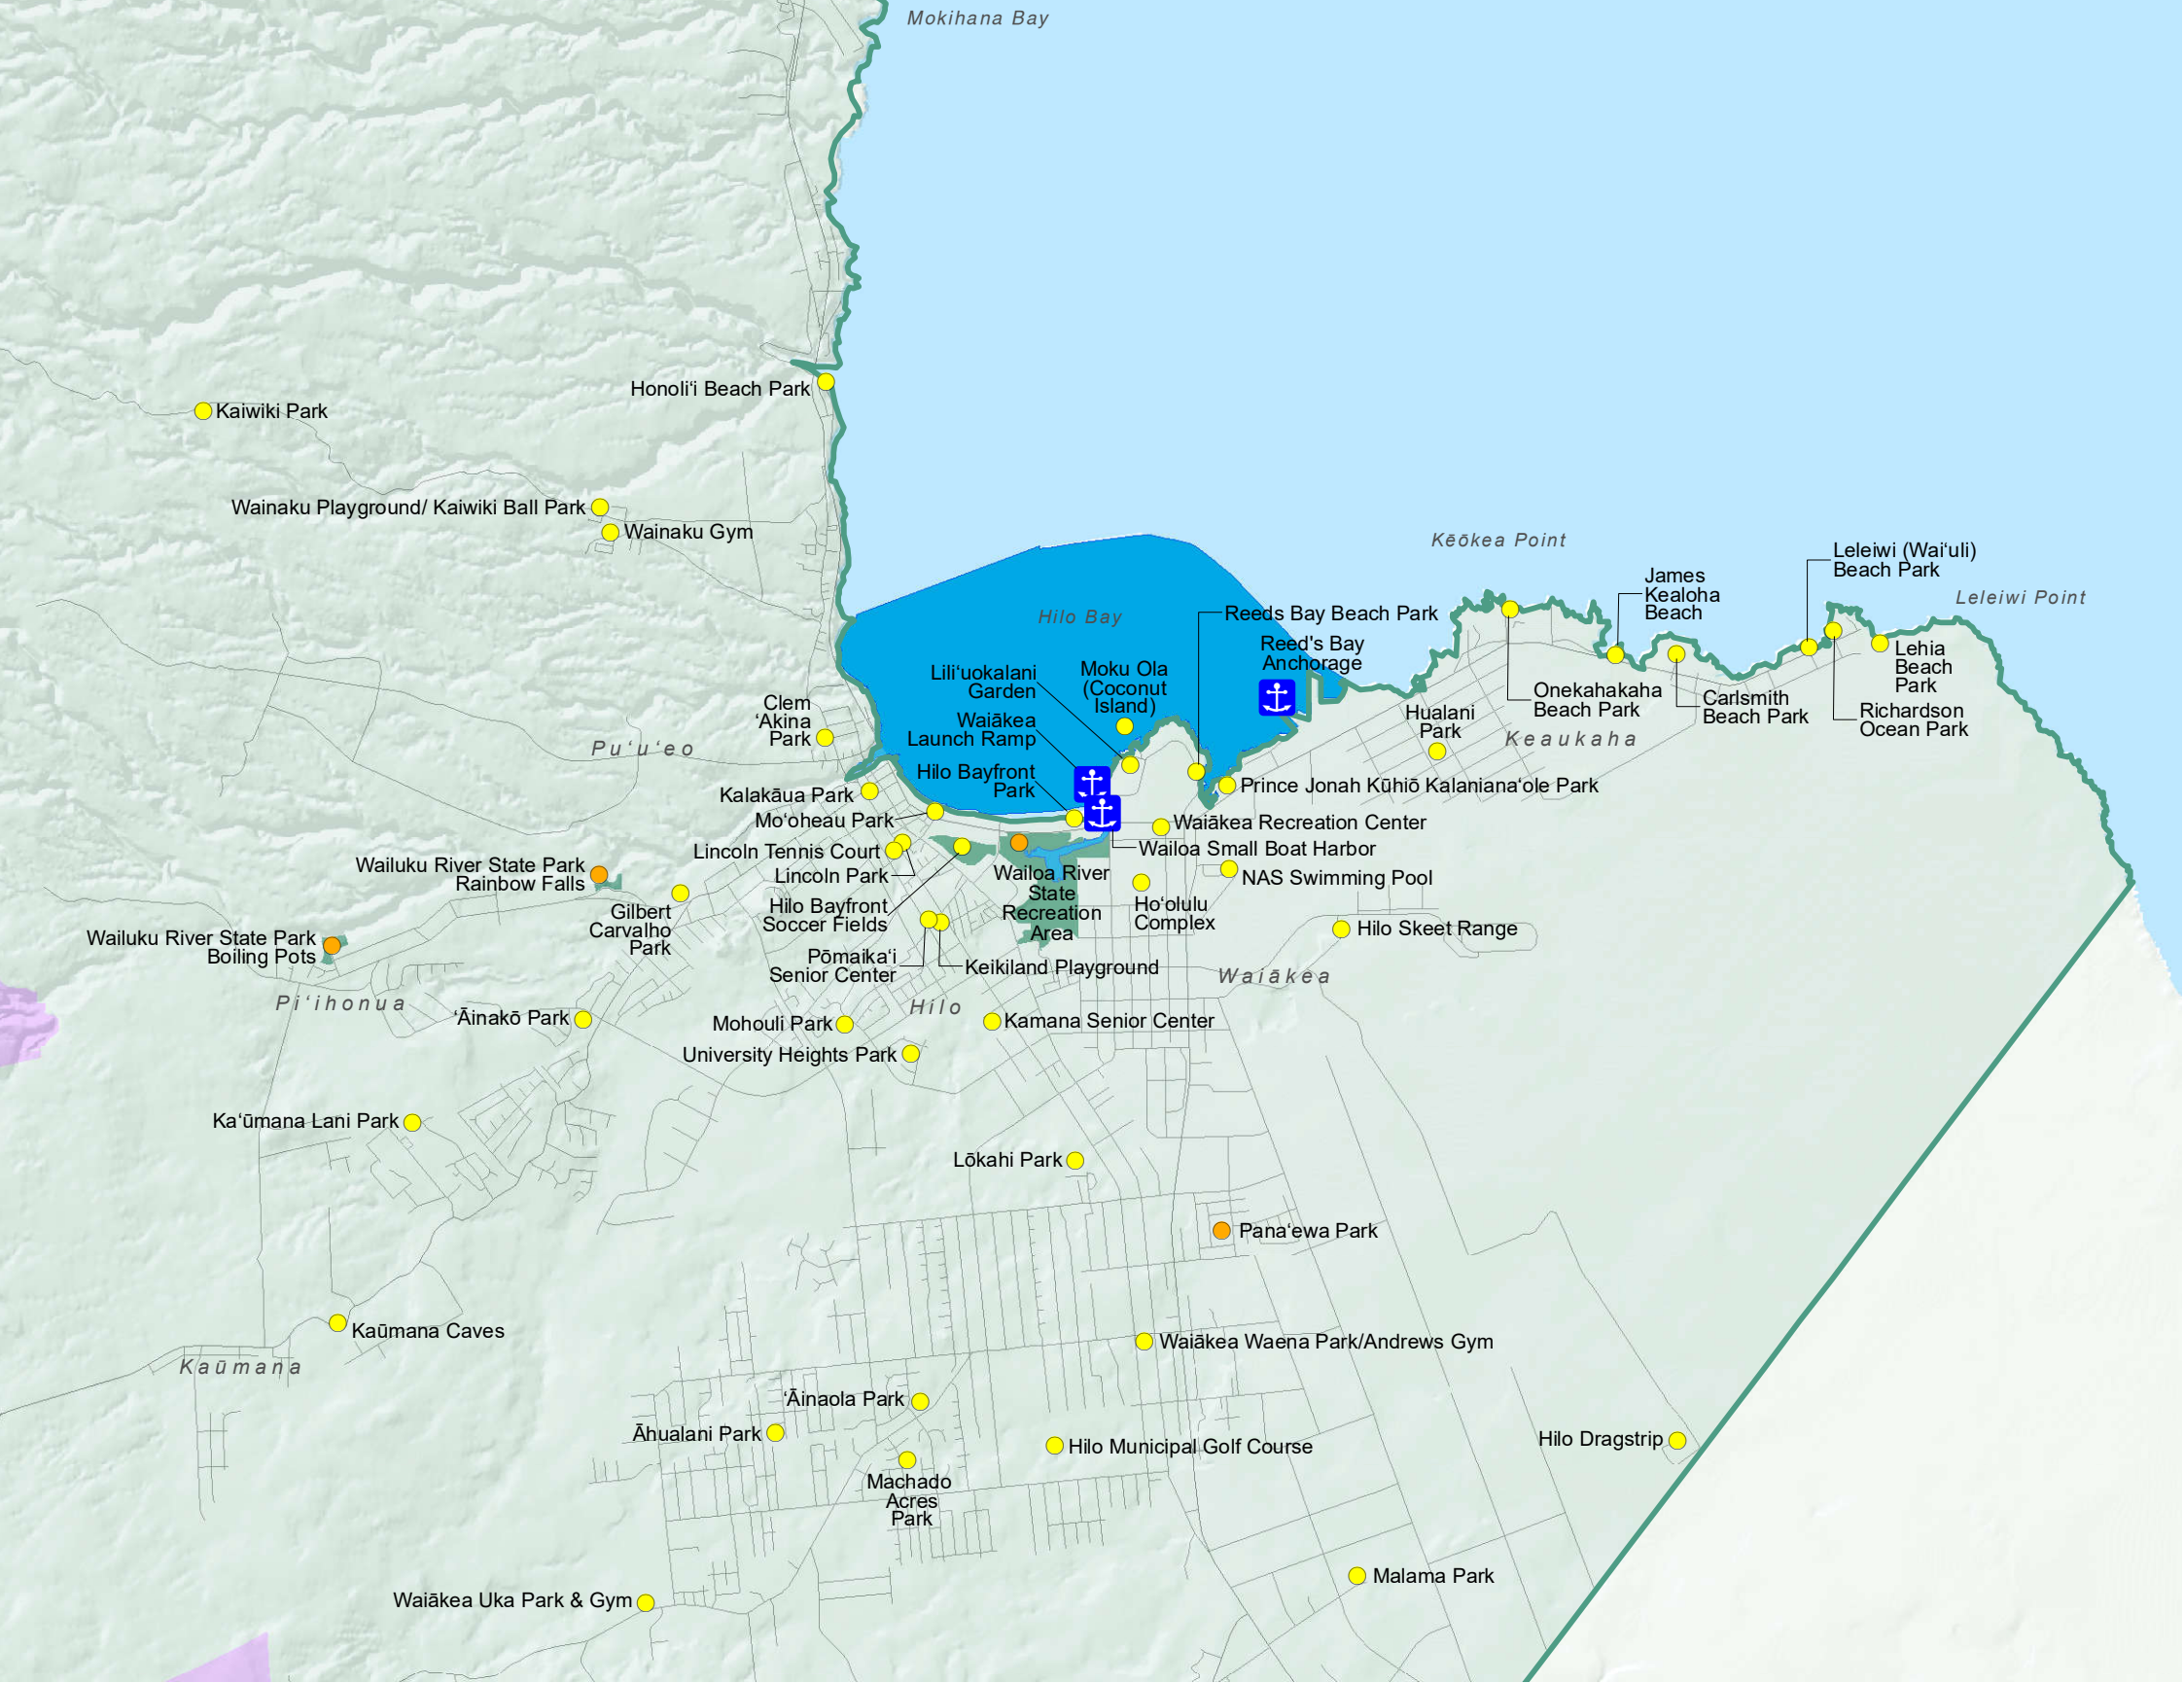 Mokihana Bay
Honoliʻi Beach Park
Kaiwiki Park
Wainaku Playground/ Kaiwiki Ball Park
Wainaku Gym
Kēōkea Point
Leleiwi (Waiʻuli)
Beach Park
James
Kealoha
Beach
Leleiwi Point
Hilo Bay
Reeds Bay Beach Park
Reed's Bay
Anchorage
Liliʻuokalani
Garden
Moku Ola
(Coconut
Island)
Lehia
Beach
Park
Onekahakaha
Beach Park
Carlsmith
Beach Park
Richardson
Ocean Park
Hualani
Park
Keaukaha
Clem
ʻAkina
Park
Puʻuʻeo
Waiākea
Launch Ramp
Hilo Bayfront
Park
Prince Jonah Kūhiō Kalanianaʻole Park
Kalakāua Park
Moʻoheau Park
Waiākea Recreation Center
Wailoa Small Boat Harbor
Lincoln Tennis Court
Lincoln Park
Wailuku River State Park
Rainbow Falls
Wailoa River
State
Recreation
Area
NAS Swimming Pool
Hoʻolulu
Complex
Hilo Bayfront
Soccer Fields
Gilbert
Carvalho
Park
Hilo Skeet Range
Wailuku River State Park
Boiling Pots
Pōmaikaʻi
Senior Center
Keikiland Playground
Waiākea
Piʻihonua
Hilo
ʻĀinakō Park
Mohouli Park
Kamana Senior Center
University Heights Park
Kaʻūmana Lani Park
Lōkahi Park
Panaʻewa Park
Kaūmana Caves
Kaūmana
Waiākea Waena Park/Andrews Gym
ʻĀinaola Park
Āhualani Park
Hilo Municipal Golf Course
Hilo Dragstrip
Machado
Acres
Park
Malama Park
Waiākea Uka Park & Gym